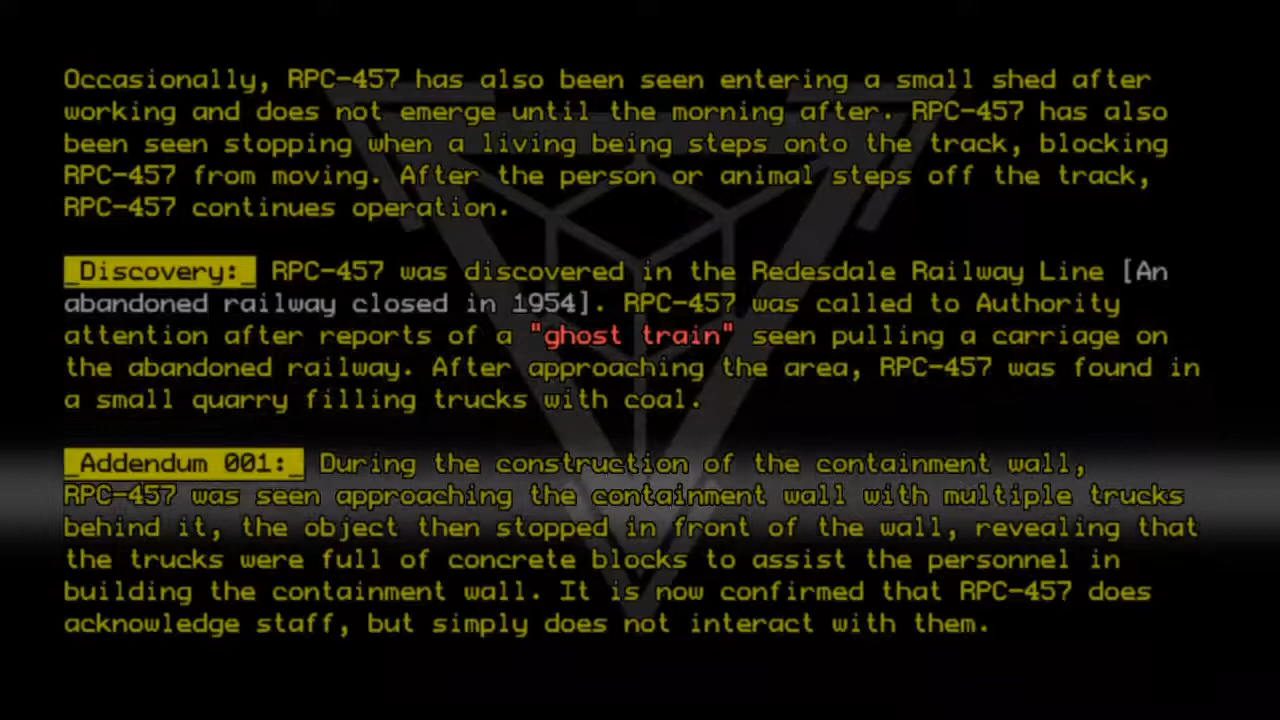 Occasionally, RPC-457 has also been seen entering a small shed after
working and does not emerge until the morning after. RPC-457 has also
been seen stopping when a living being steps onto the track, blocking
RPC-457 from moving. After the person or animal steps off the track,
RPC-457 continues operation.
_Discovery:_ RPC-457 was discovered in the Redesdale Railway Line [An
abandoned railway closed in 1954]. RPC-457 was called to Authority
attention after reports of a "ghost train" seen pulling a carriage on
the abandoned railway. After approaching the area, RPC-457 was found in
a small quarry filling trucks with coal.
_Addendum 001:_ During the construction of the containment wall,
RPC-457 was seen approaching the containment wall with multiple trucks
behind it, the object then stopped in front of the wall, revealing that
the trucks were full of concrete blocks to assist the personnel in
building the containment wall. It is now confirmed that RPC-457 does
acknowledge staff, but simply does not interact with them.